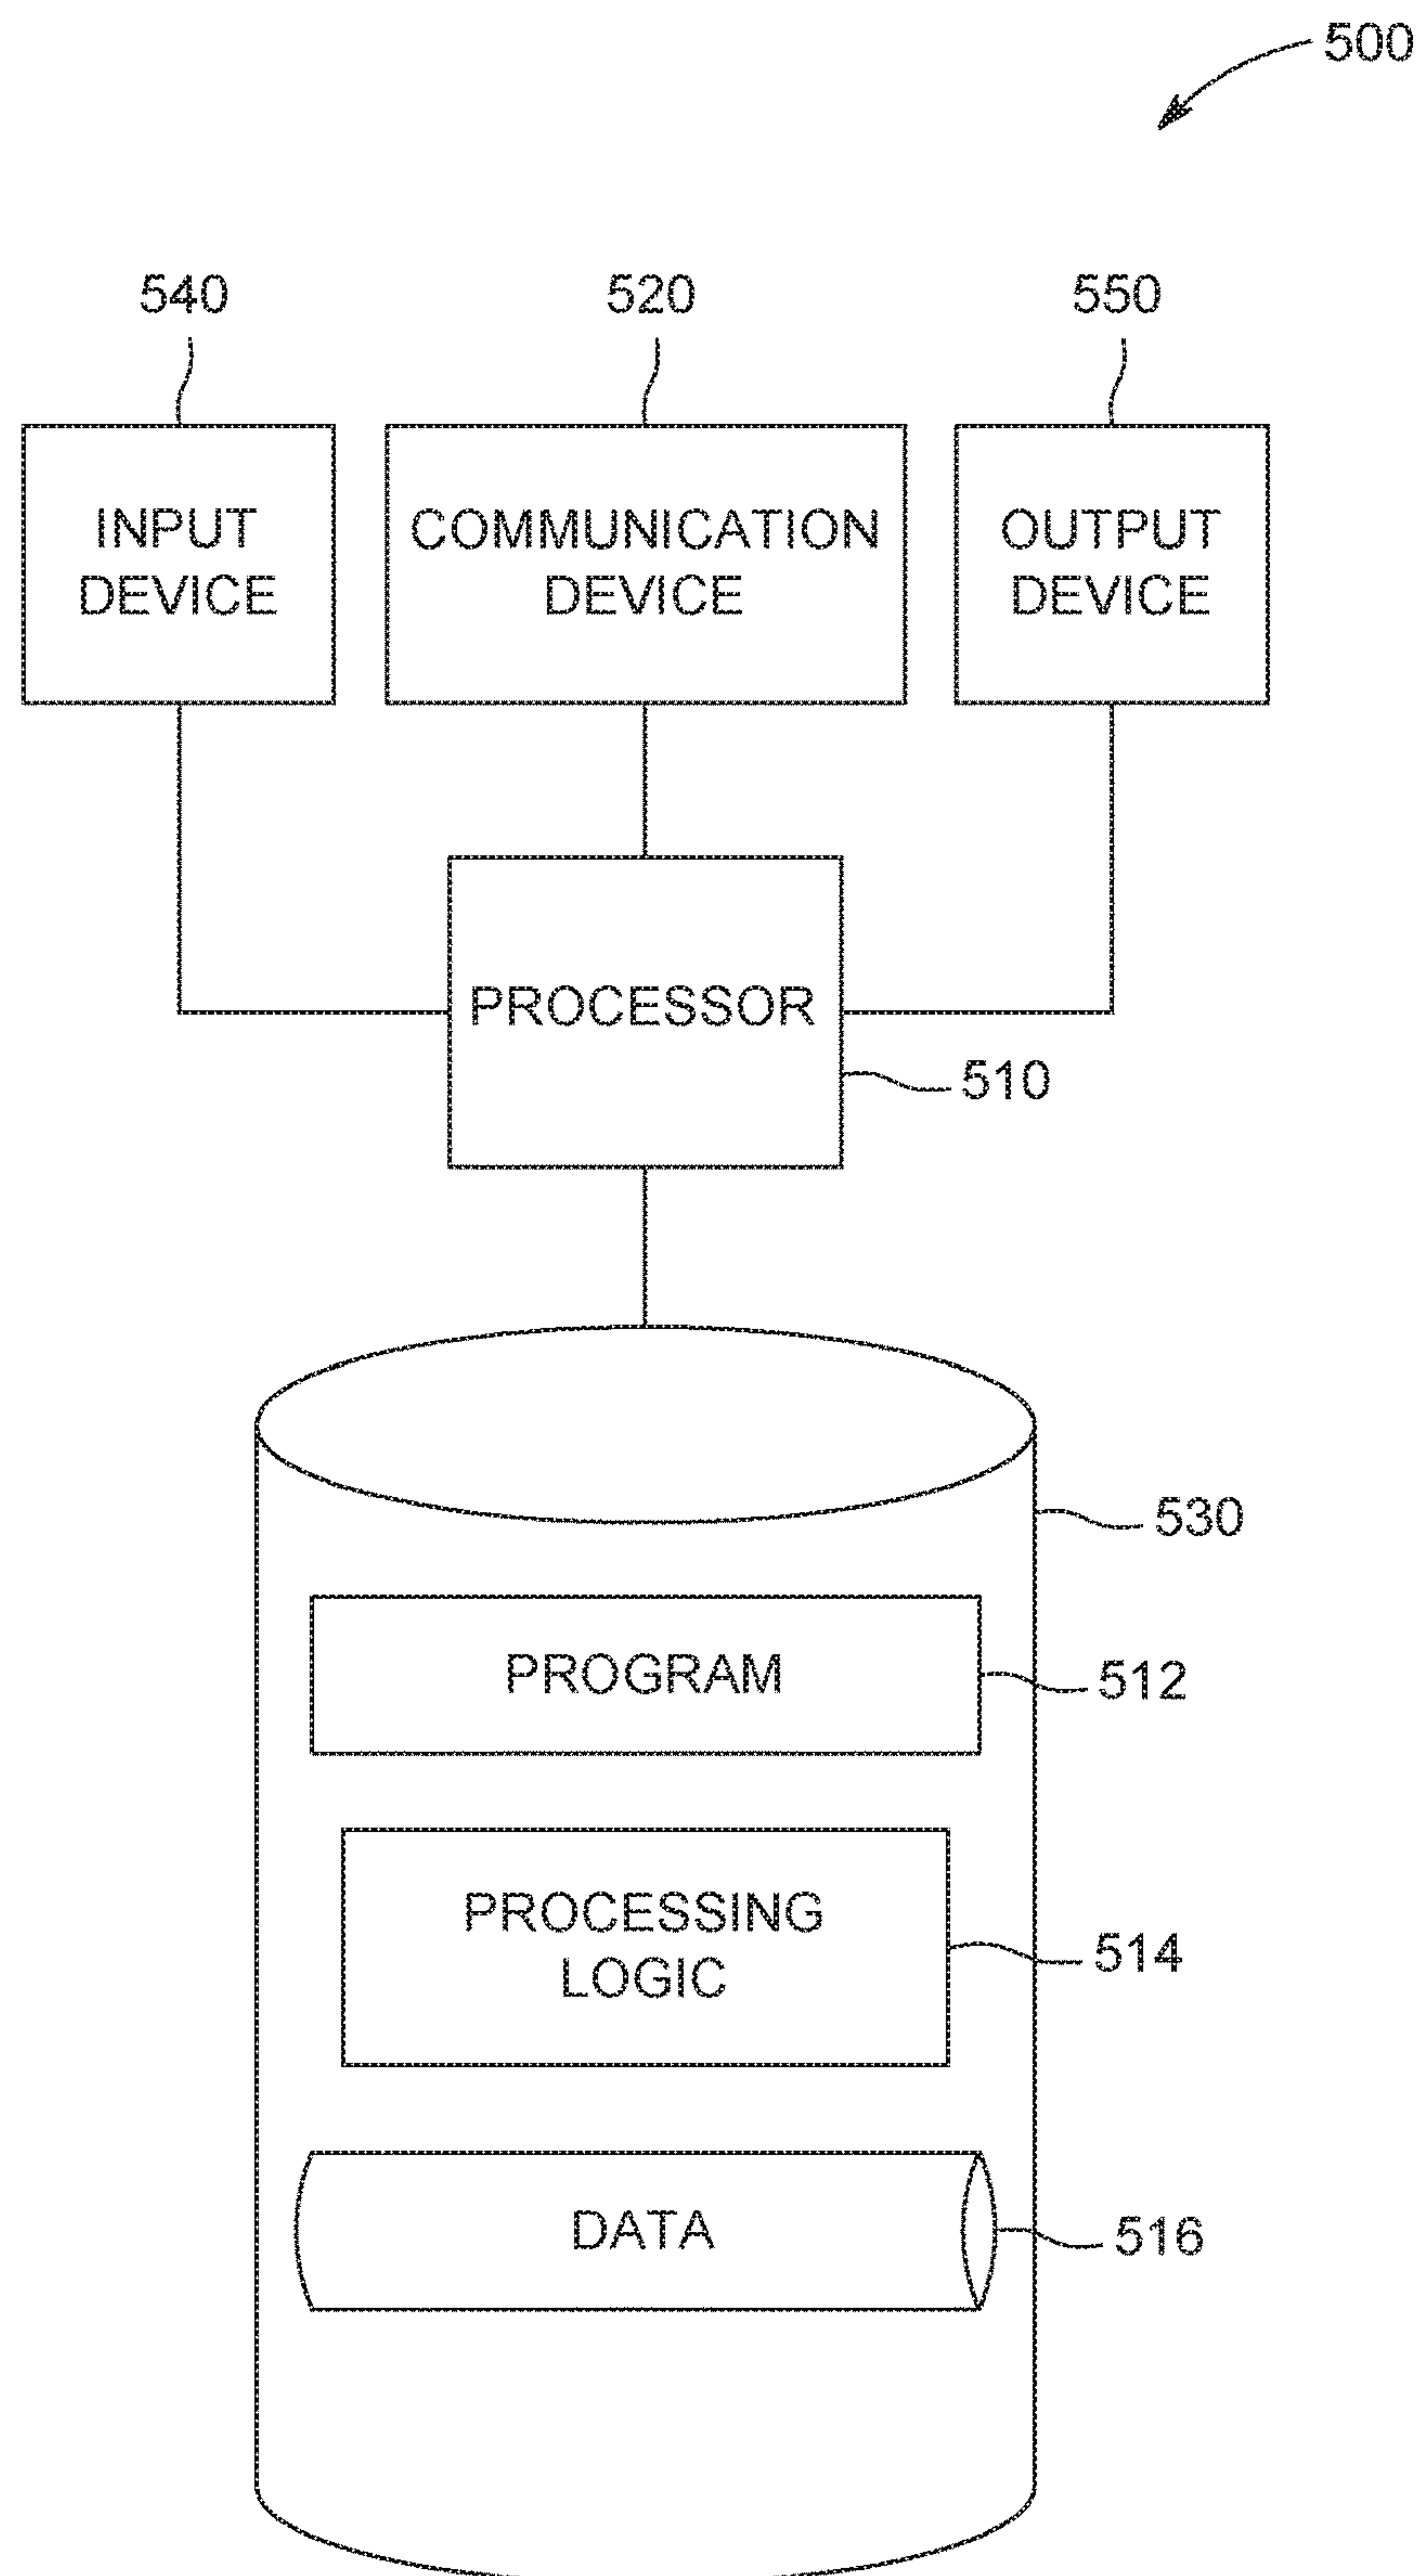 500
540
520
550
INPUT
DEVICE
COMMUNICATION
DEVICE
OUTPUT
DEVICE
PROCESSOR
510
530
PROGRAM
512
PROCESSING
LOGIC
514
DATA
516